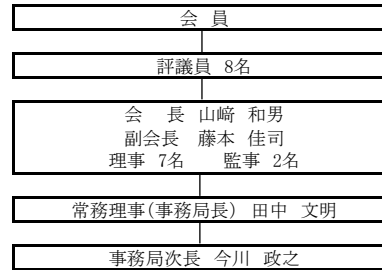 会 員
評議員 8名
会　長 山﨑 和男
副会長 藤本 佳司
理事 7名　監事 2名
常務理事(事務局長) 田中 文明
事務局次長 今川 政之